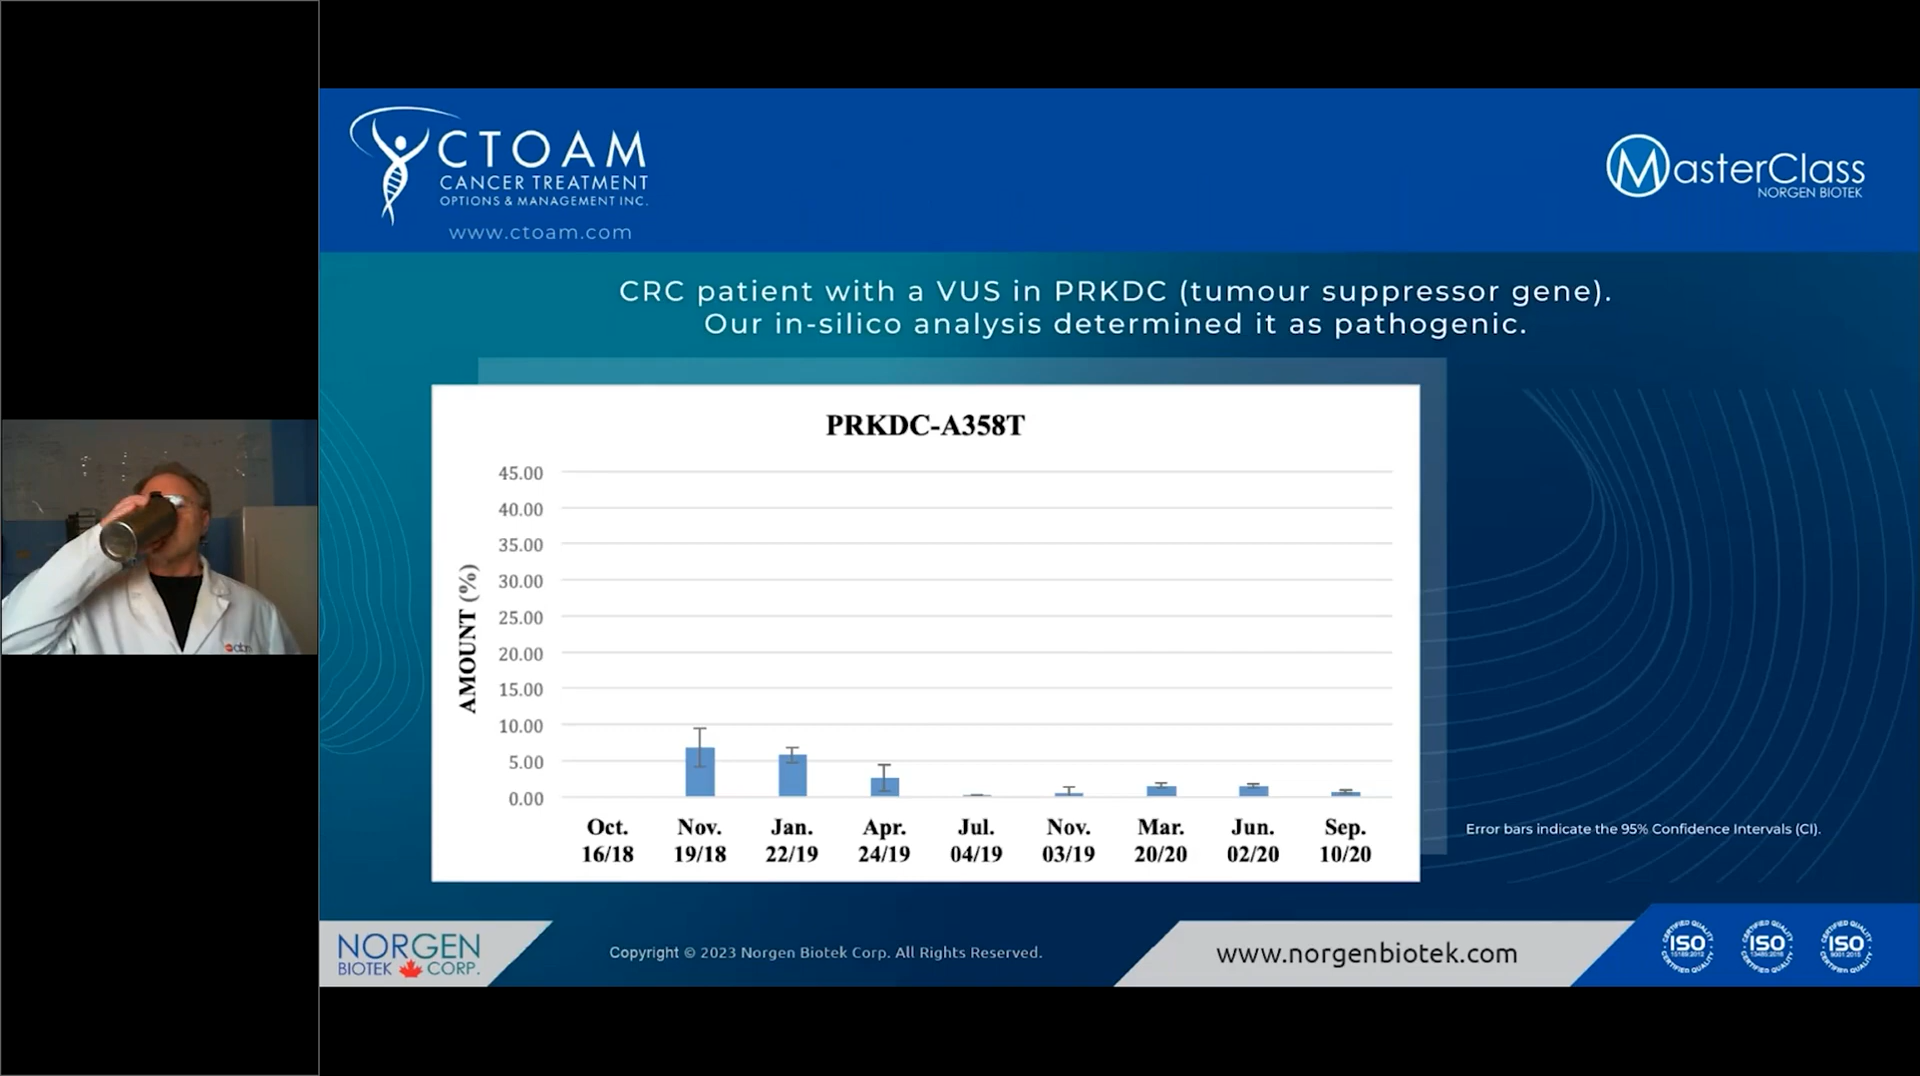 CTOAM
CANCER TREATMENT
OPTIONS & MANAGEMENT INC.
www.ctoam.com
MasterClass
NORGEN BIOTEK
CRC patient with a VUS in PRKDC (tumour suppressor gene).
Our in-silico analysis determined it as pathogenic.
PRKDC-A358T
AMOUNT (%)
45.00
40.00
35.00
30.00
25.00
20.00
15.00
10.00
5.00
0.00
Oct. Nov. Jan. Apr. Jul. Nov. Mar. Jun. Sep.
16/18 19/18 22/19 24/19 04/19 03/19 20/20 02/20 10/20
Error bars indicate the 95% Confidence Intervals (CI).
NORGEN
BIOTEK CORP.
Copyright © 2023 Norgen Biotek Corp. All Rights Reserved.
www.norgenbiotek.com
ISO ISO ISO